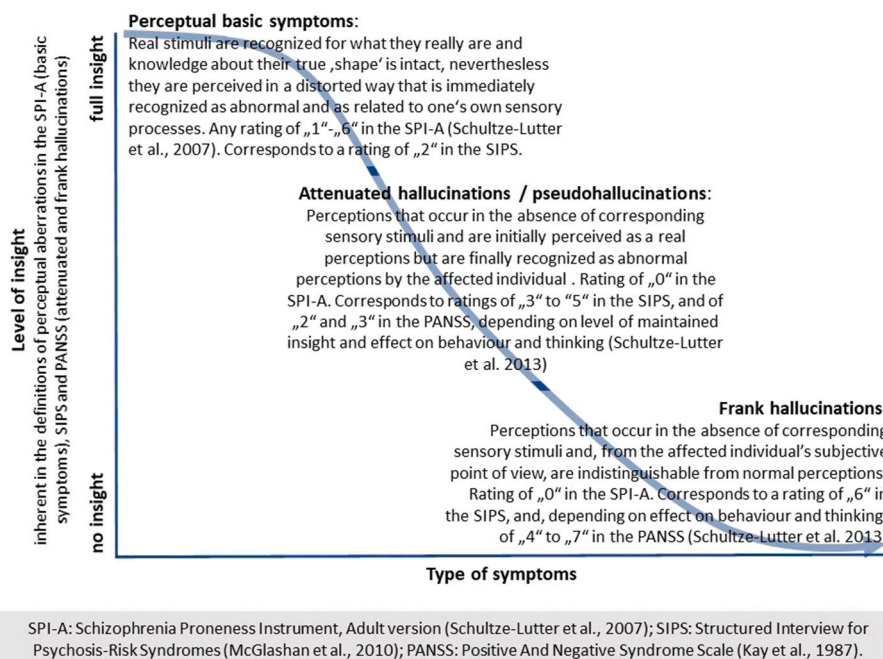 Perceptual basic symptoms:
Real stimuli are recognized for what they really are and
knowledge about their true ‚shape‘ is intact, nevertheless
they are perceived in a distorted way that is immediately
recognized as abnormal and as related to one‘s own sensory
processes. Any rating of „1“-„6“ in the SPI-A (Schultze-Lutter
et al., 2007). Corresponds to a rating of „2“ in the SIPS.
Attenuated hallucinations / pseudohallucinations:
Perceptions that occur in the absence of corresponding
sensory stimuli and are initially perceived as a real
perceptions but are finally recognized as abnormal
perceptions by the affected individual . Rating of „0“ in the
SPI-A. Corresponds to ratings of „3“ to “5“ in the SIPS, and of
„2“ and „3“ in the PANSS, depending on level of maintained
insight and effect on behaviour and thinking (Schultze-Lutter
et al. 2013)
Frank hallucinations
Perceptions that occur in the absence of corresponding
sensory stimuli and, from the affected individual’s subjective
point of view, are indistinguishable from normal perceptions
Rating of „0“ in the SPI-A. Corresponds to a rating of „6“ in
the SIPS, and, depending on effect on behaviour and thinking
of „4“ to „7“ in the PANSS (Schultze-Lutter et al. 2013
Level of insight
inherent in the definitions of perceptual aberrations in the SPI-A (basic
symptoms), SIPS and PANSS (attenuated and frank hallucinations)
full insight
no insight
Type of symptoms
SPI-A: Schizophrenia Proneness Instrument, Adult version (Schultze-Lutter et al., 2007); SIPS: Structured Interview for
Psychosis-Risk Syndromes (McGlashan et al., 2010); PANSS: Positive And Negative Syndrome Scale (Kay et al., 1987).